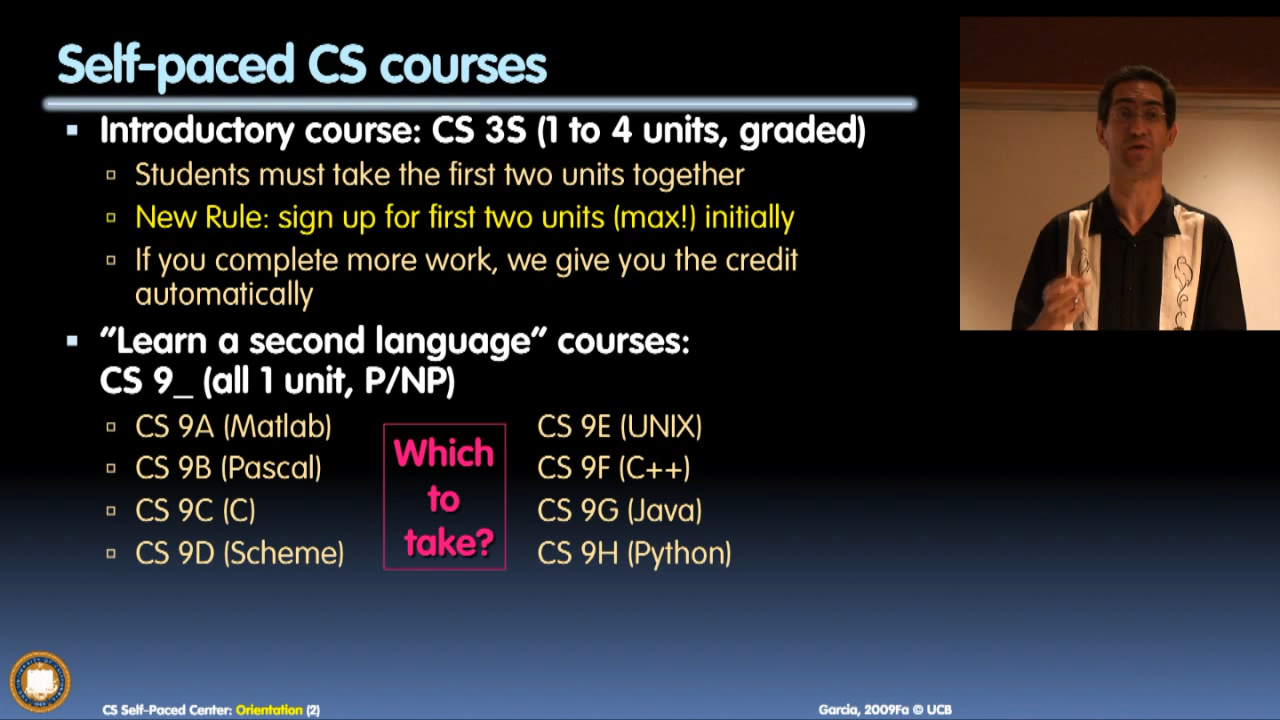 Self-paced CS courses
Introductory course: CS 3S (1 to 4 units, graded)
Students must take the first two units together
New Rule: sign up for first two units (max!) initially
If you complete more work, we give you the credit
automatically
"Learn a second language" courses:
CS 9_ (all 1 unit, P/NP)
CS 9A (Matlab)
CS 9B (Pascal)
CS 9C (C)
CS 9D (Scheme)
Which
to
take?
CS 9E (UNIX)
CS 9F (C++)
CS 9G (Java)
CS 9H (Python)
CS Self-Paced Center: Orientation (2)
Garcia, 2009Fa © UCB